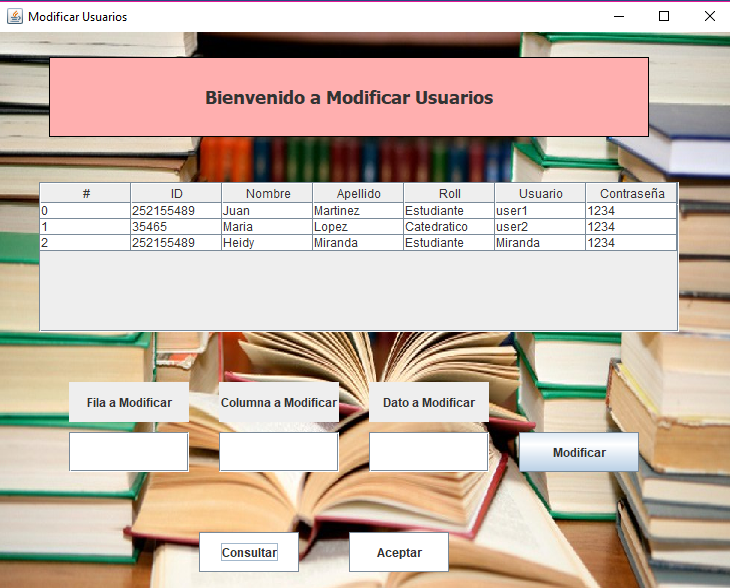 Modificar Usuarios
Bienvenido a Modificar Usuarios
# ID Nombre Apellido Roll Usuario Contraseña
0 252155489 Juan Martinez Estudiante user1 1234
1 35465 Maria Lopez Catedratico user2 1234
2 252155489 Heidy Miranda Estudiante Miranda 1234
Fila a Modificar Columna a Modificar Dato a Modificar
Modificar
Consultar Aceptar